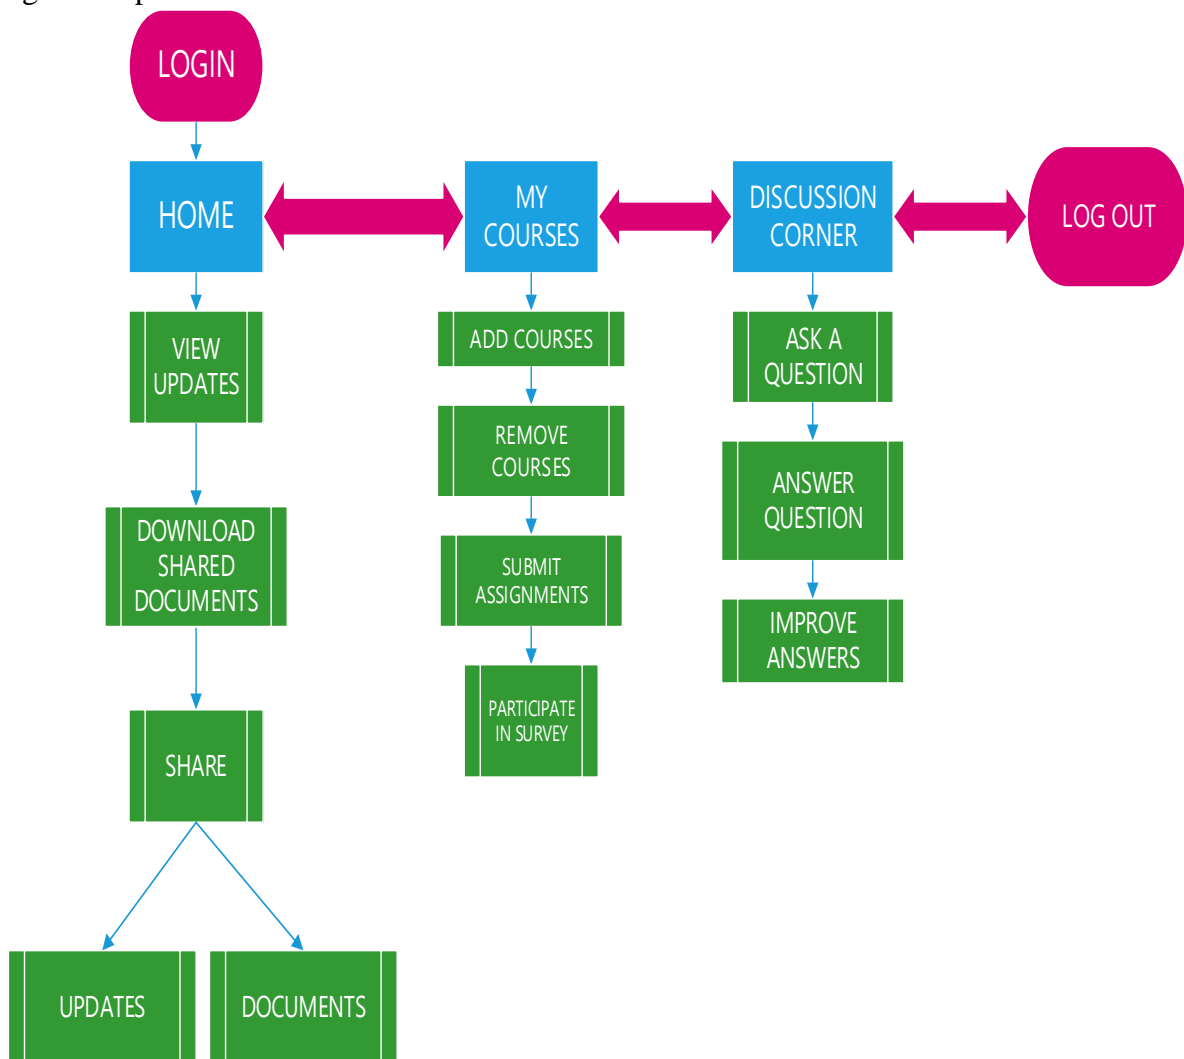 LOGIN
HOME
MY
COURSES
DISCUSSION
CORNER
LOG OUT
VIEW
UPDATES
DOWNLOAD
SHARED
DOCUMENTS
SHARE
UPDATES
DOCUMENTS
ADD COURSES
REMOVE
COURSES
SUBMIT
ASSIGNMENTS
PARTICIPATE
IN SURVEY
ASK A
QUESTION
ANSWER
QUESTION
IMPROVE
ANSWERS